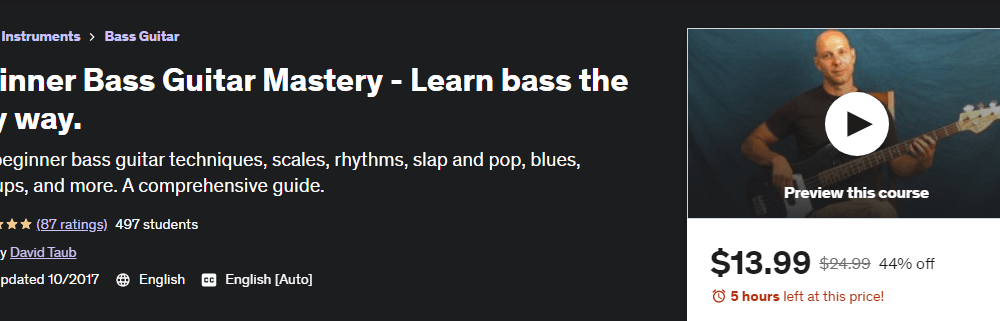 Instruments > Bass Guitar
inner Bass Guitar Mastery - Learn bass the
y way.
beginner bass guitar techniques, scales, rhythms, slap and pop, blues,
ups, and more. A comprehensive guide.
(87 ratings) 497 students
y David Taub
pdated 10/2017 English CC English [Auto]
Preview this course
$13.99 $24.99 44% off
5 hours left at this price!